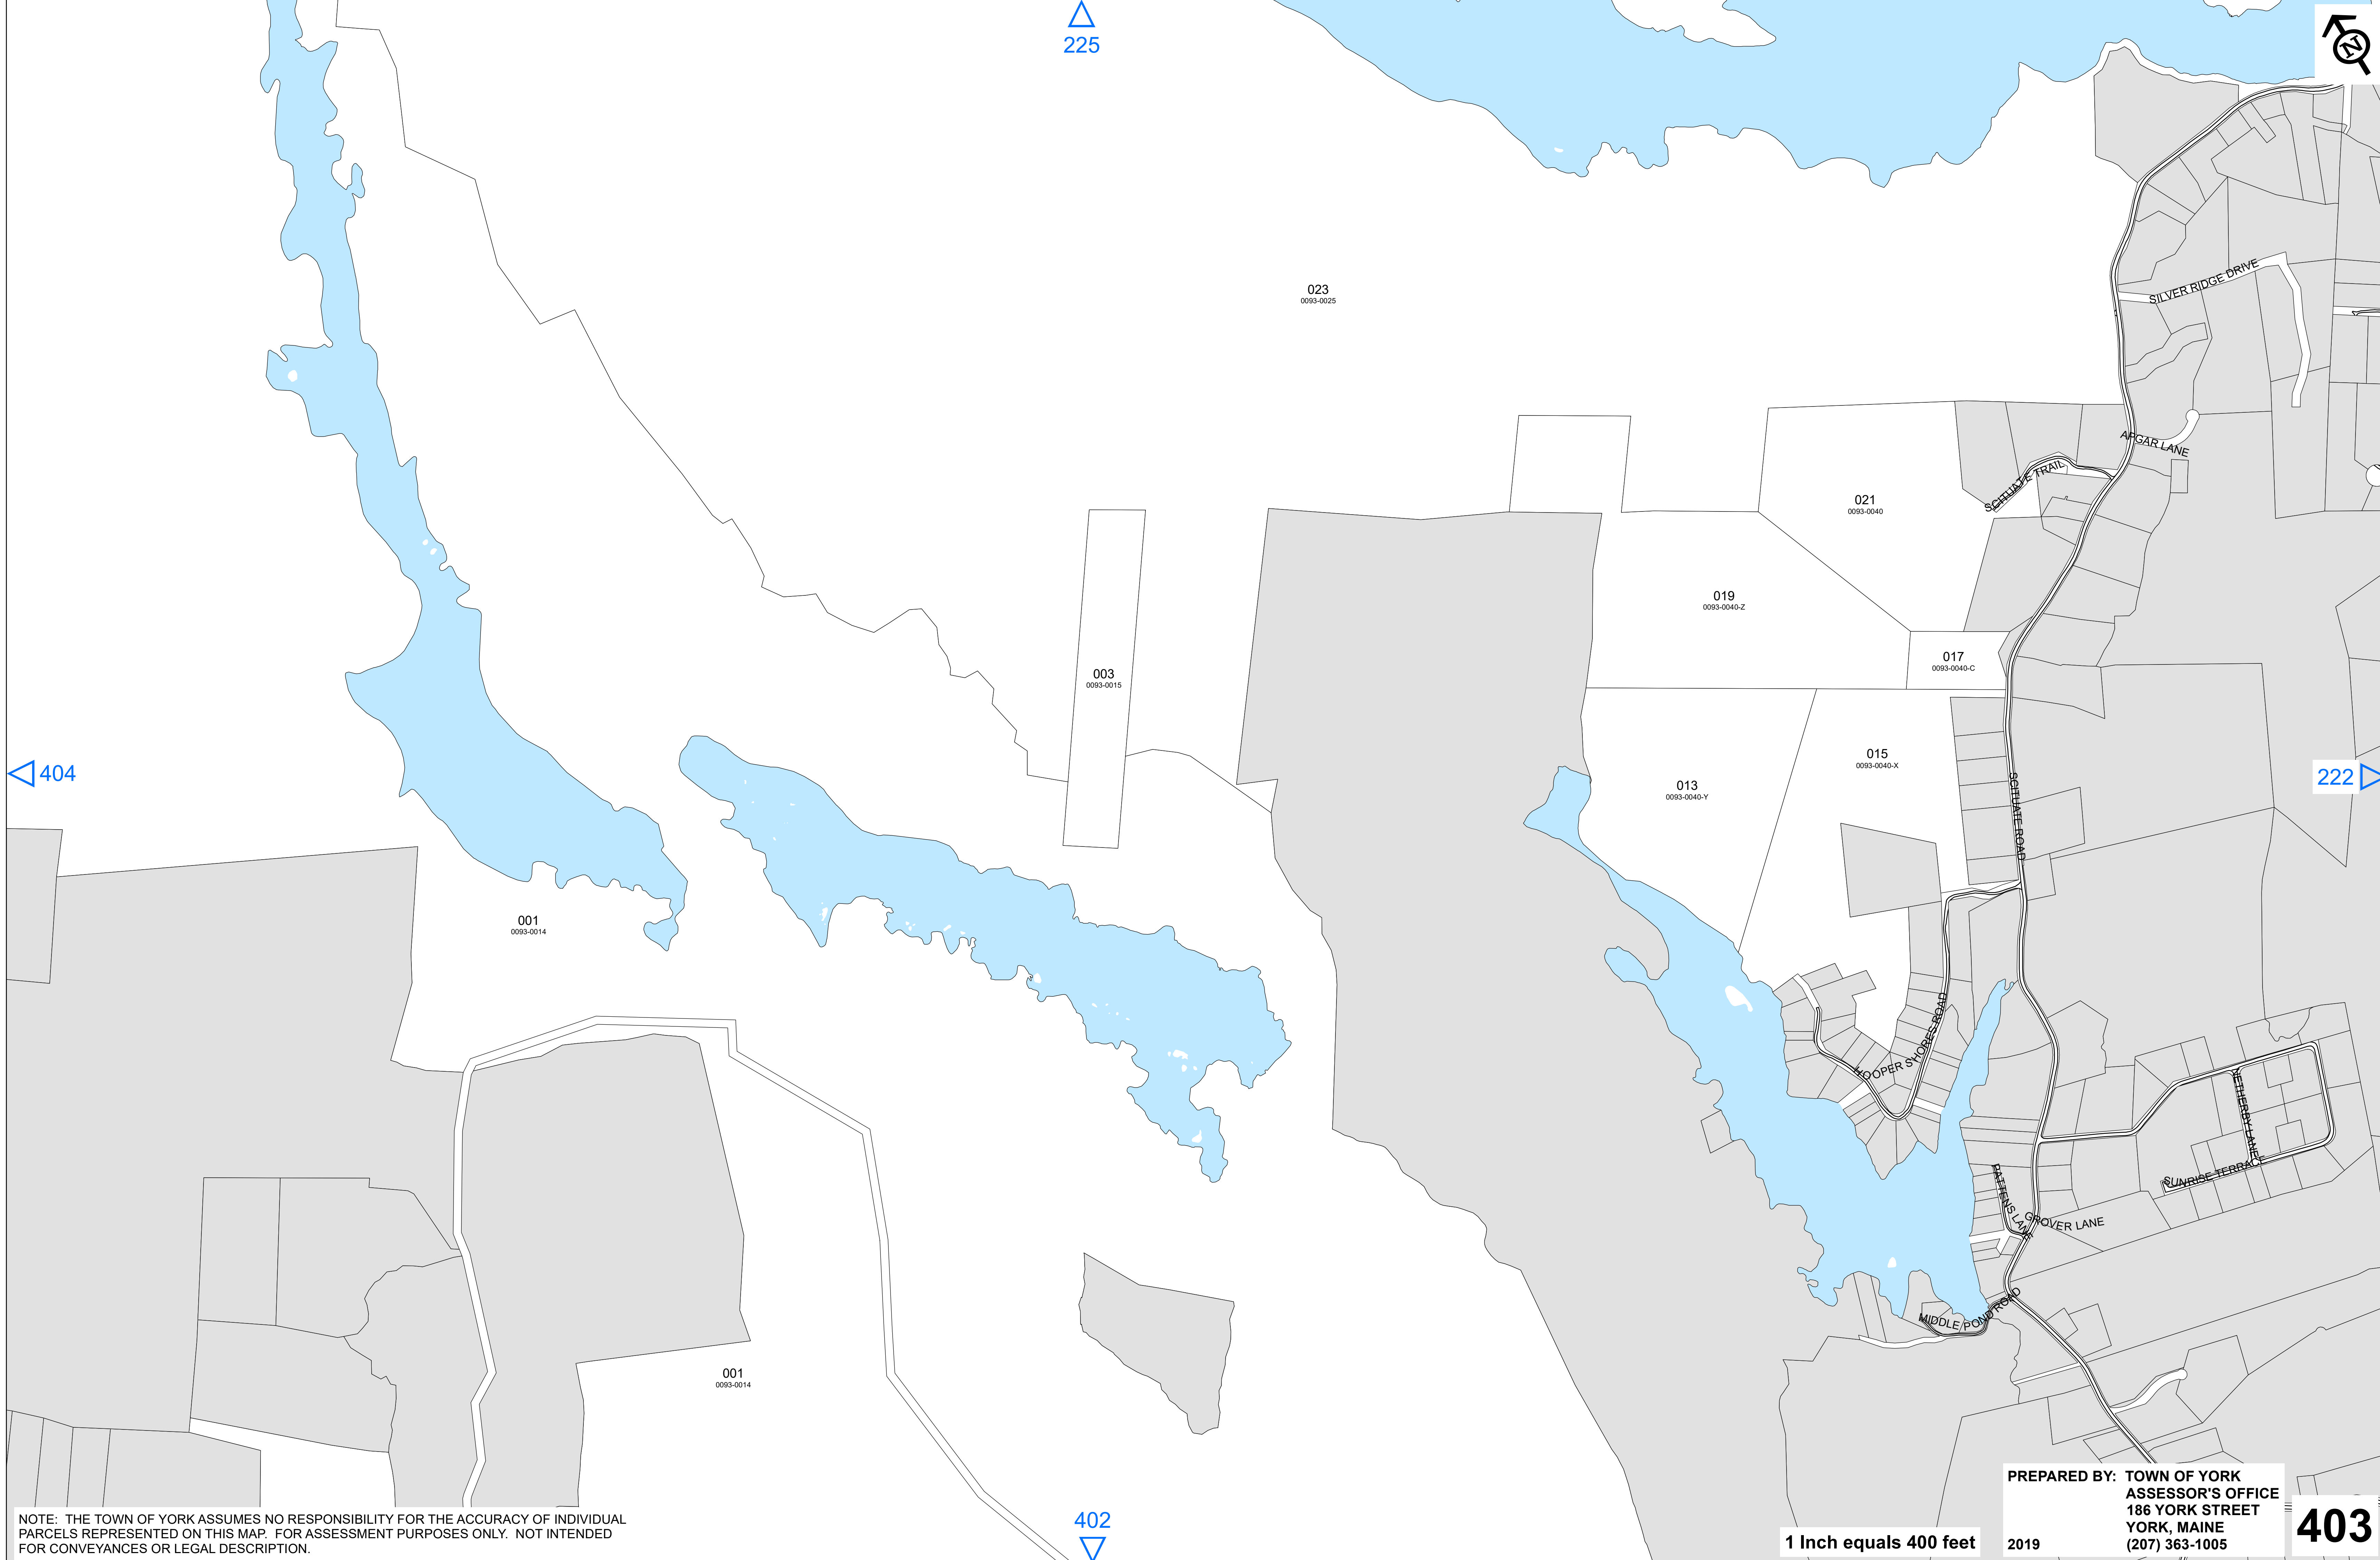 225
N
023
0093-0025
SILVER RIDGE DRIVE
APGAR LANE
SCITUATE TRAIL
021
0093-0040
019
0093-0040-Z
017
0093-0040-C
003
0093-0015
404
015
0093-0040-X
013
0093-0040-Y
222
SCITUATE ROAD
001
0093-0014
HOOPER SHORES ROAD
NETHERBY LANE
SUNRISE TERRACE
PATTENS LANE
GROVER LANE
MIDDLE POND ROAD
001
0093-0014
NOTE: THE TOWN OF YORK ASSUMES NO RESPONSIBILITY FOR THE ACCURACY OF INDIVIDUAL
PARCELS REPRESENTED ON THIS MAP. FOR ASSESSMENT PURPOSES ONLY. NOT INTENDED
FOR CONVEYANCES OR LEGAL DESCRIPTION.
402
1 Inch equals 400 feet
PREPARED BY: TOWN OF YORK
ASSESSOR'S OFFICE
186 YORK STREET
YORK, MAINE
2019 (207) 363-1005
403